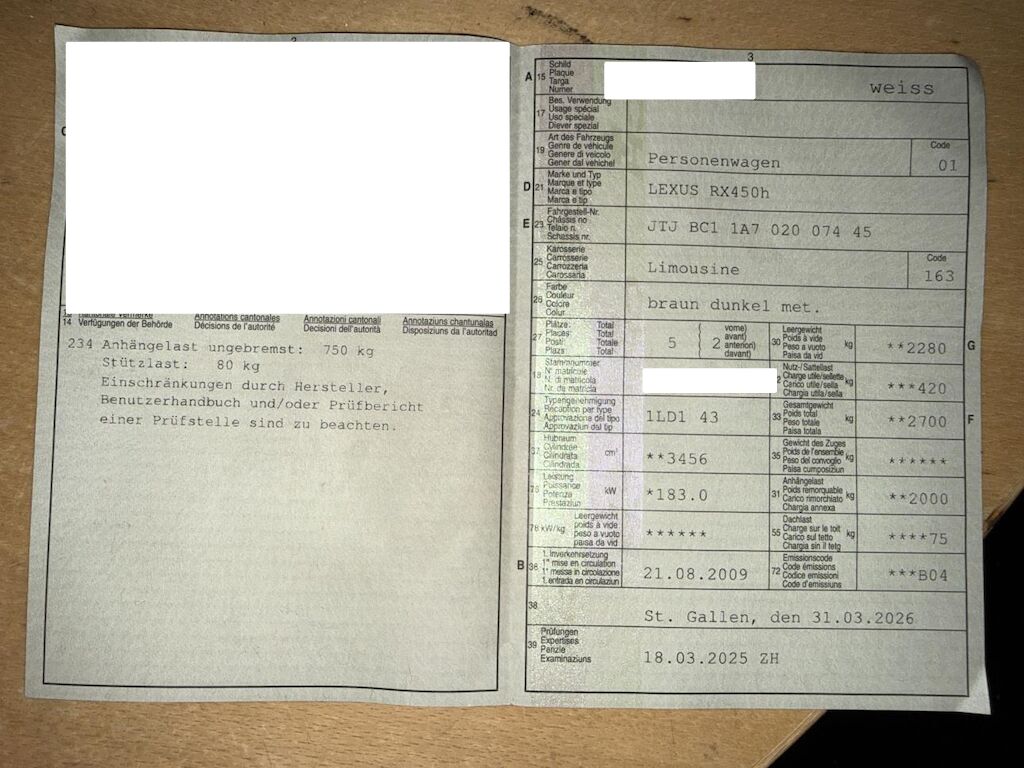 3
14 Verfügungen der Behörde Décisions de l'autorité Decisioni dell'autorità Disposiziuns da l'autoritad
Annotations cantonales Annotazioni cantonali Annotaziuns chantunalas
234 Anhängelast ungebremst: 750 kg
Stützlast: 80 kg
Einschränkungen durch Hersteller,
Benutzerhandbuch und/oder Prüfbericht
einer Prüfstelle sind zu beachten.
3
A 15 Schild
Plaque
Targa
Numer
weiss
17 Bes. Verwendung
Usage spécial
Uso speciale
Diever spezial
19 Art des Fahrzeugs
Genre de véhicule
Genere di veicolo
Gener dal vehichel
Personenwagen
Code
01
D 21 Marke und Typ
Marque et type
Marca e tipo
Marca e tip
LEXUS RX450h
E 23 Fahrgestell-Nr.
Châssis no
Telaio n.
Schassis nr.
JTJ BC1 1A7 020 074 45
25 Karosserie
Carrosserie
Carrozzeria
Carossaria
Limousine
Code
163
26 Farbe
Couleur
Colore
Colur
braun dunkel met.
27 Plätze: Total
Places: Total
Posti: Totale
Plazs: Total
5 ( 2 vorne)
avant)
anteriori)
davant)
30 Leergewicht
Poids à vide
Peso a vuoto
Paisa da vid
kg
**2280 G
18 Stammnummer
N° matricule
N. di matricola
Nr. da matricla
Nutz-/Sattellast
Charge utile/sellette
Carico utile/sella
Chargia utila/sella
kg
***420
24 Typengenehmigung
Réception par type
Approvazione del tipo
Approvaziun dal tip
1LD1 43
33 Gesamtgewicht
Poids total
Peso totale
Paisa totala
kg
**2700 F
37 Hubraum
Cylindrée
Cilindrata
Cilindrada
cm³
**3456
35 Gewicht des Zuges
Poids de l'ensemble
Peso del convoglio
Paisa cumposiziun
kg
******
76 Leistung
Puissance
Potenza
Prestaziun
kW
*183.0
31 Anhängelast
Poids remorquable
Carico rimorchiato
Chargia annexa
kg
**2000
78 kW/kg Leergewicht
poids à vide
peso a vuoto
paisa da vid
******
55 Dachlast
Charge sur le toit
Carico sul tetto
Chargia sin il tetg
kg
****75
B 36 1. Inverkehrsetzung
1re mise en circulation
1a messa in circolazione
1. entrada en circulaziun
21.08.2009
72 Emissionscode
Code émissions
Codice emissioni
Code d'emissiuns
***B04
38.
St. Gallen, den 31.03.2026
39 Prüfungen
Expertises
Perizie
Examinaziuns
18.03.2025 ZH